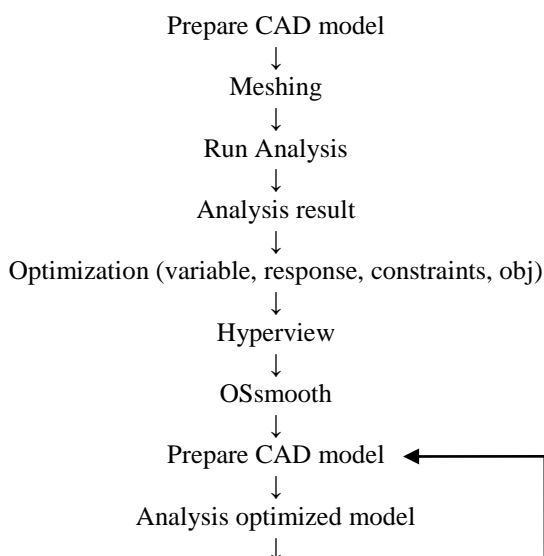 Prepare CAD model
↓
Meshing
↓
Run Analysis
↓
Analysis result
↓
Optimization (variable, response, constraints, obj)
↓
Hyperview
↓
OSsmooth
↓
Prepare CAD model
↓
Analysis optimized model
↓